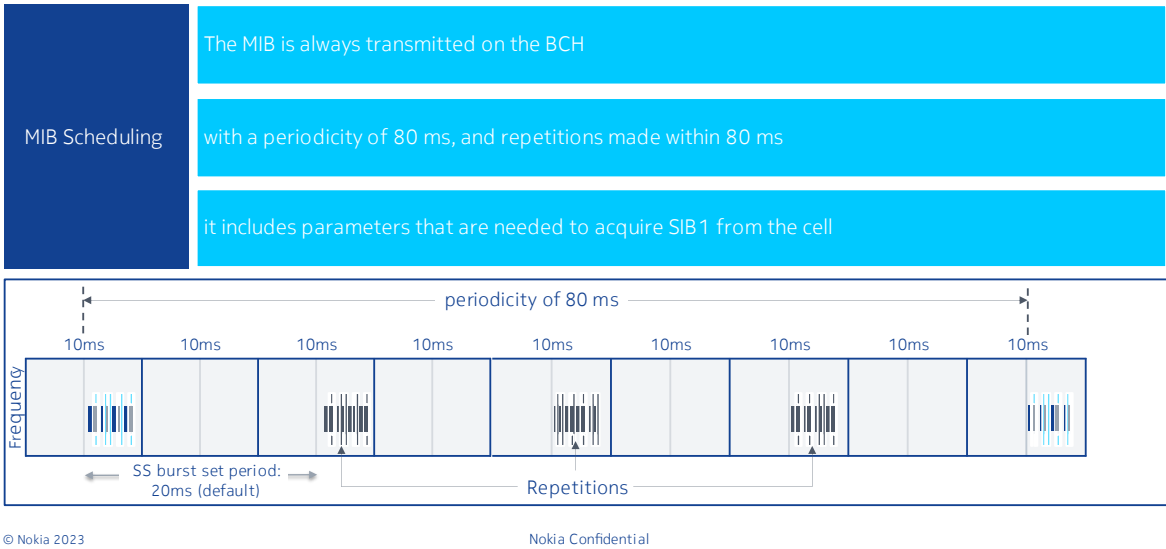 MIB Scheduling
The MIB is always transmitted on the BCH
with a periodicity of 80 ms, and repetitions made within 80 ms
it includes parameters that are needed to acquire SIB1 from the cell
periodicity of 80 ms
10ms 10ms 10ms 10ms 10ms 10ms 10ms 10ms 10ms
Frequency
SS burst set period:
20ms (default)
Repetitions
© Nokia 2023
Nokia Confidential